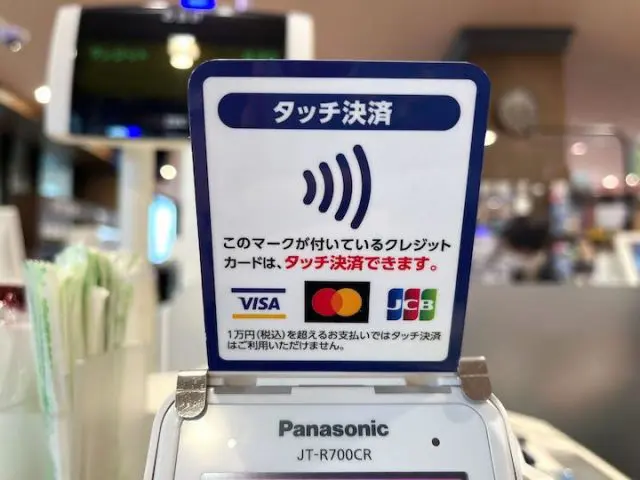 タッチ決済
このマークが付いているクレジット
カードは、タッチ決済できます。
VISA
JCB
1万円(税込)を超えるお支払いではタッチ決済
はご利用いただけません。
Panasonic
JT-R700CR